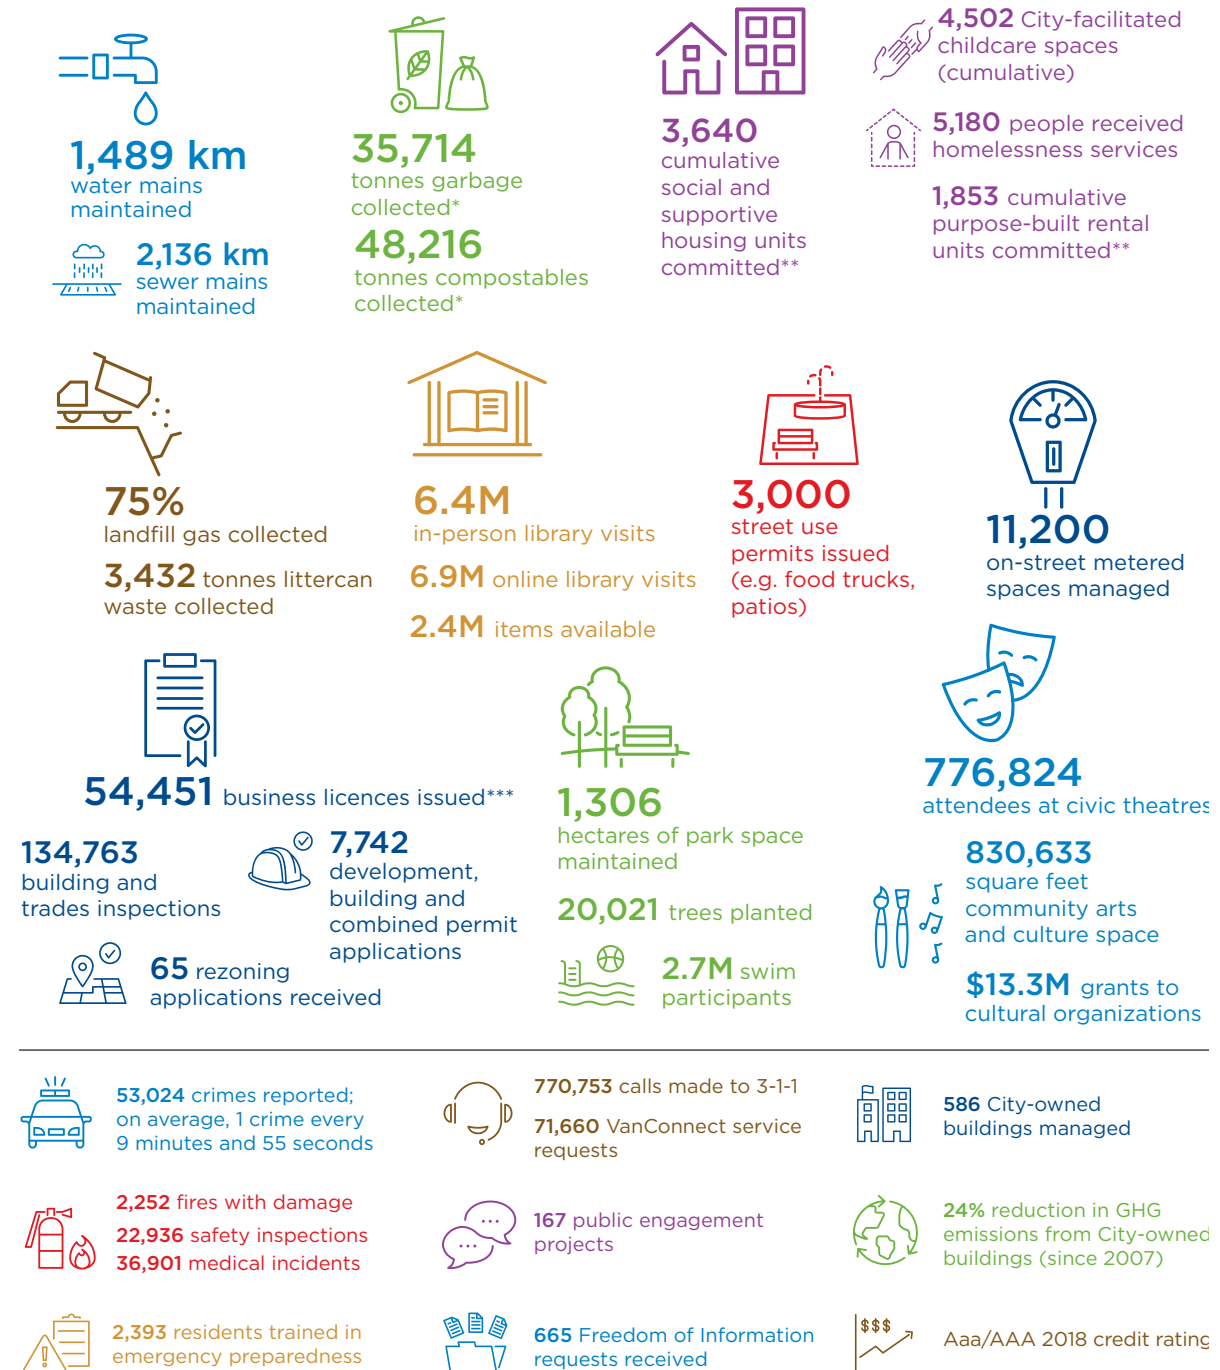 1,489 km
water mains
maintained
2,136 km
sewer mains
maintained
35,714
tonnes garbage
collected*
48,216
tonnes compostables
collected*
3,640
cumulative
social and
supportive
housing units
committed**
4,502 City-facilitated
childcare spaces
(cumulative)
5,180 people received
homelessness services
1,853 cumulative
purpose-built rental
units committed**
75%
landfill gas collected
3,432 tonnes littercan
waste collected
6.4M
in-person library visits
6.9M online library visits
2.4M items available
3,000
street use
permits issued
(e.g. food trucks,
patios)
11,200
on-street metered
spaces managed
54,451 business licences issued***
134,763
building and
trades inspections
7,742
development,
building and
combined permit
applications
65 rezoning
applications received
1,306
hectares of park space
maintained
20,021 trees planted
2.7M swim
participants
776,824
attendees at civic theatres
830,633
square feet
community arts
and culture space
$13.3M grants to
cultural organizations
53,024 crimes reported;
on average, 1 crime every
9 minutes and 55 seconds
770,753 calls made to 3-1-1
71,660 VanConnect service
requests
586 City-owned
buildings managed
2,252 fires with damage
22,936 safety inspections
36,901 medical incidents
167 public engagement
projects
24% reduction in GHG
emissions from City-owned
buildings (since 2007)
2,393 residents trained in
emergency preparedness
665 Freedom of Information
requests received
$$$
Aaa/AAA 2018 credit rating